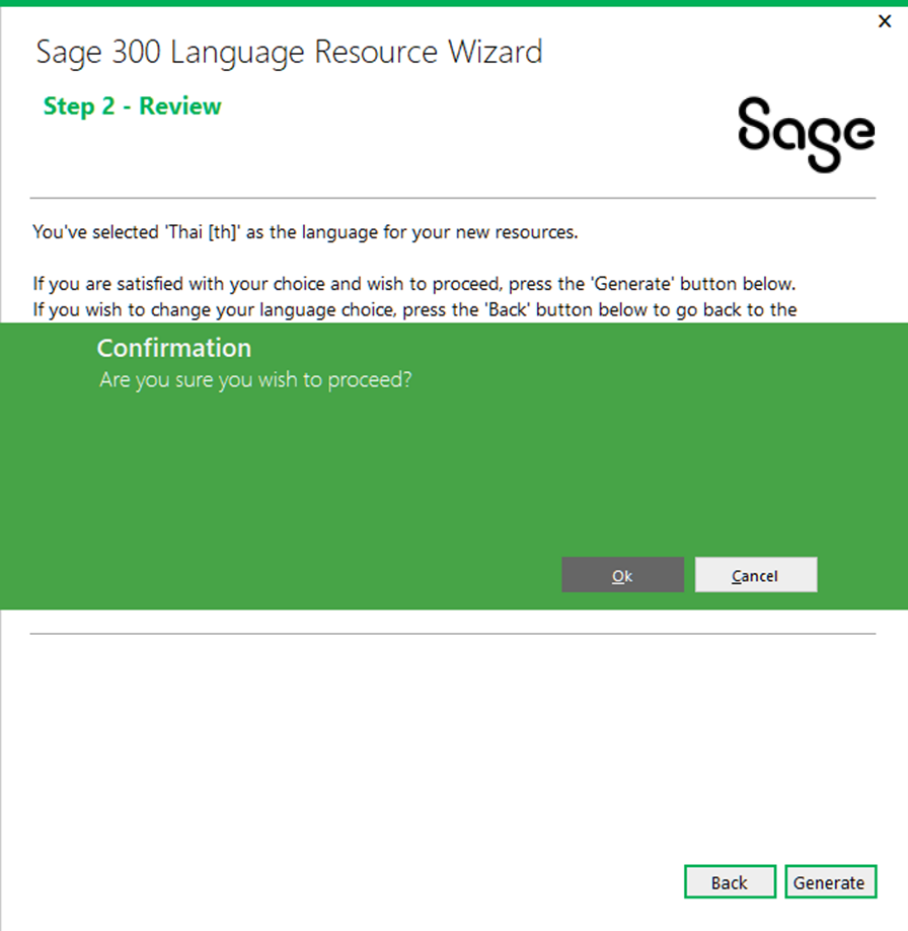 Sage 300 Language Resource Wizard
Step 2 - Review
Sage
You've selected 'Thai [th]' as the language for your new resources.
If you are satisfied with your choice and wish to proceed, press the 'Generate' button below.
If you wish to change your language choice, press the 'Back' button below to go back to the
Confirmation
Are you sure you wish to proceed?
Ok
Cancel
Back
Generate